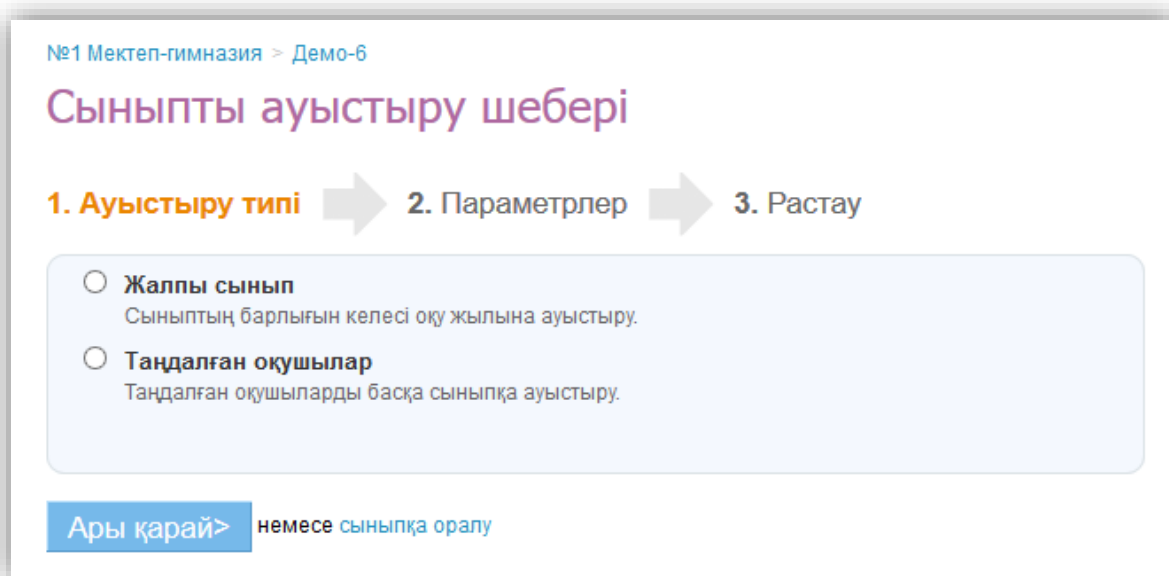 №1 Мектеп-гимназия > Демо-6
Сыныпты ауыстыру шебері
1. Ауыстыру типі 2. Параметрлер 3. Растау
Жалпы сынып
Сыныптың барлығын келесі оқу жылына ауыстыру.
Таңдалған оқушылар
Таңдалған оқушыларды басқа сыныпқа ауыстыру.
Ары қарай> немесе сыныпқа оралу